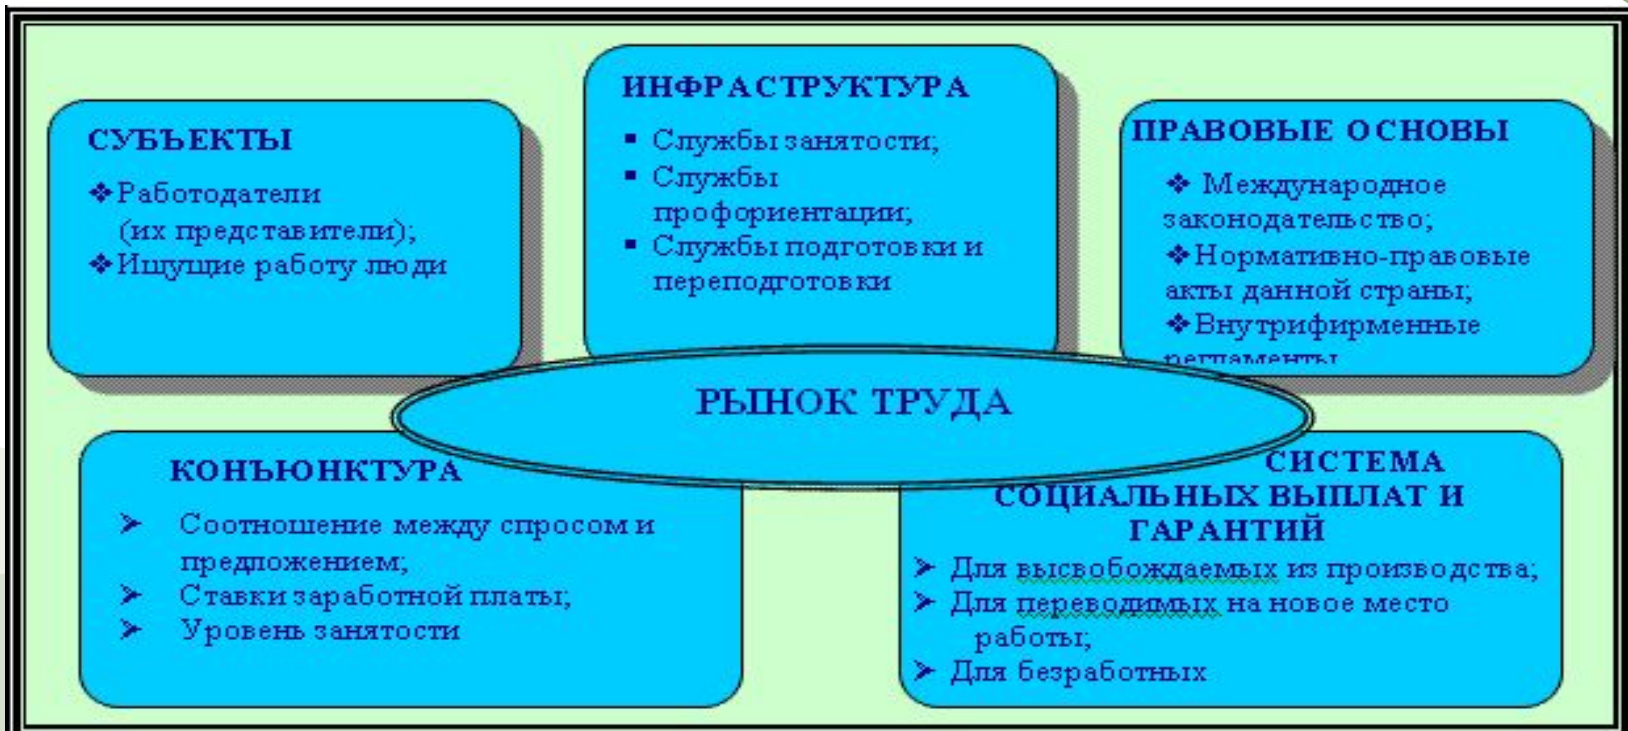 СУБЪЕКТЫ
❖Работодатели
(их представители);
❖Ищущие работу люди
ИНФРАСТРУКТУРА
▪ Службы занятости;
▪ Службы
профориентации;
▪ Службы подготовки и
переподготовки
ПРАВОВЫЕ ОСНОВЫ
❖ Международное
законодательство;
❖Нормативно-правовые
акты данной страны;
❖Внутрифирменные
регламенты
РЫНОК ТРУДА
КОНЪЮНКТУРА
➢ Соотношение между спросом и
предложением;
➢ Ставки заработной платы;
➢ Уровень занятости
СИСТЕМА
СОЦИАЛЬНЫХ ВЫПЛАТ И
ГАРАНТИЙ
➢ Для высвобождаемых из производства;
➢ Для переводимых на новое место
работы;
➢ Для безработных